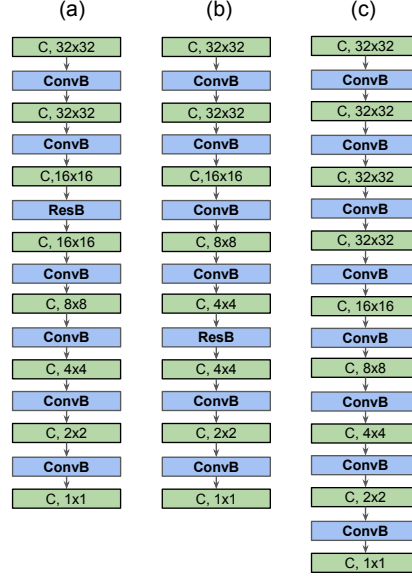 (a)
C, 32x32
ConvB
C, 32x32
ConvB
C,16x16
ResB
C, 16x16
ConvB
C, 8x8
ConvB
C, 4x4
ConvB
C, 2x2
ConvB
C, 1x1
(b)
C, 32x32
ConvB
C, 32x32
ConvB
C,16x16
ConvB
C, 8x8
ConvB
C, 4x4
ResB
C, 4x4
ConvB
C, 2x2
ConvB
C, 1x1
(c)
C, 32x32
ConvB
C, 32x32
ConvB
C, 32x32
ConvB
C, 32x32
ConvB
C, 16x16
ConvB
C, 8x8
ConvB
C, 4x4
ConvB
C, 2x2
ConvB
C, 1x1